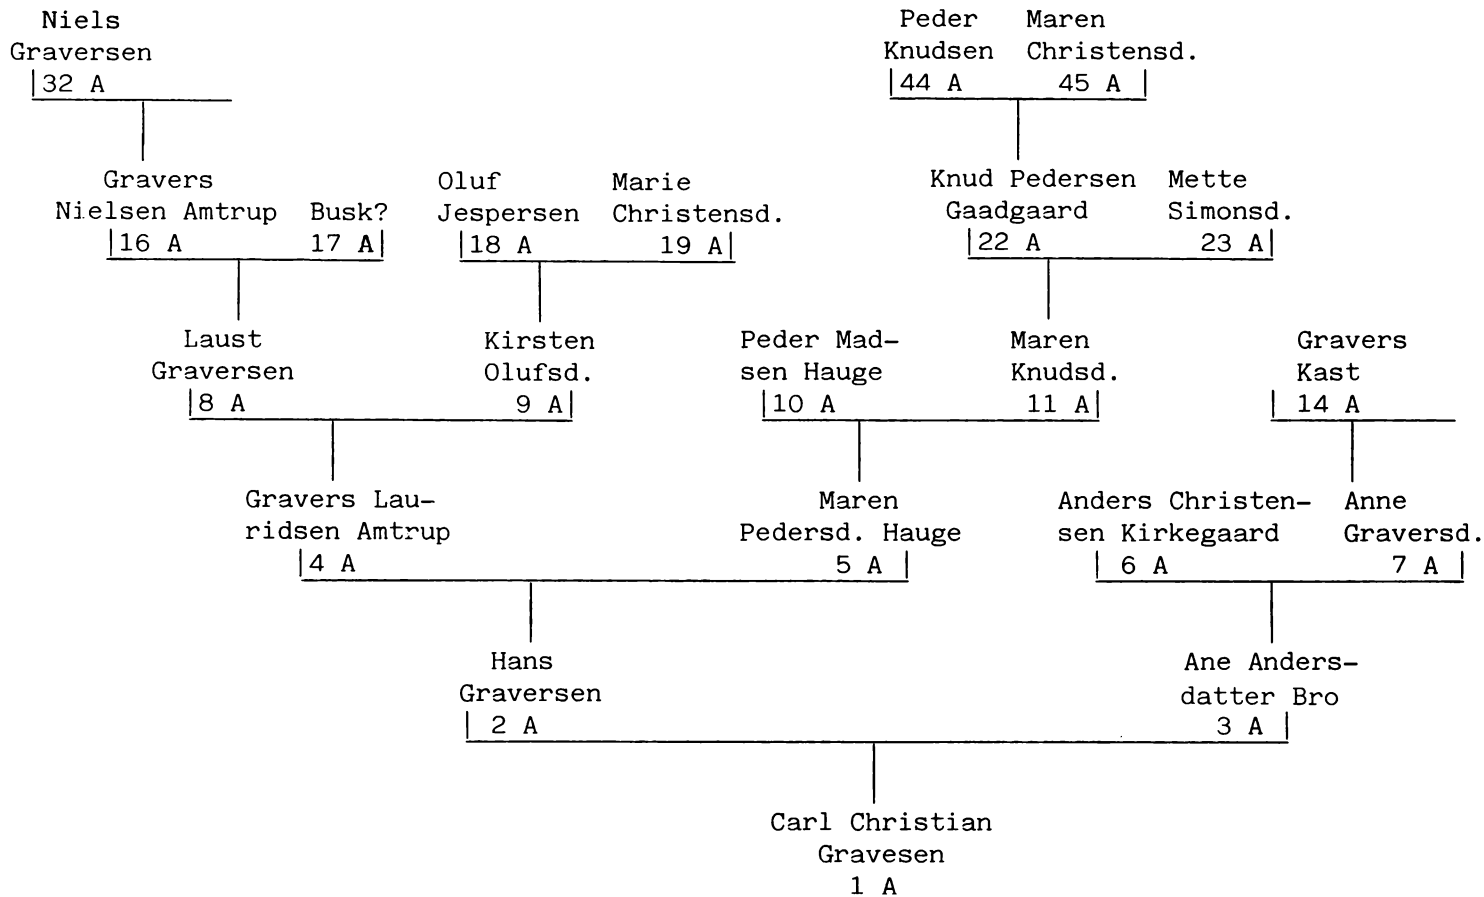 Niels
Graversen
32 A
Peder
Knudsen
44 A
Maren
Christensd.
45 A
Gravers
Nielsen Amtrup
16 A
Busk?
17 A
Oluf
Jespersen
18 A
Marie
Christensd.
19 A
Knud Pedersen
Gaadgaard
22 A
Mette
Simonsd.
23 A
Laust
Graversen
8 A
Kirsten
Olufsd.
9 A
Peder Mad-
sen Hauge
10 A
Maren
Knudsd.
11 A
Gravers
Kast
14 A
Gravers Lau-
ridsen Amtrup
4 A
Maren
Pedersd. Hauge
5 A
Anders Christen-
sen Kirkegaard
6 A
Anne
Graversd.
7 A
Hans
Graversen
2 A
Ane Anders-
datter Bro
3 A
Carl Christian
Gravesen
1 A